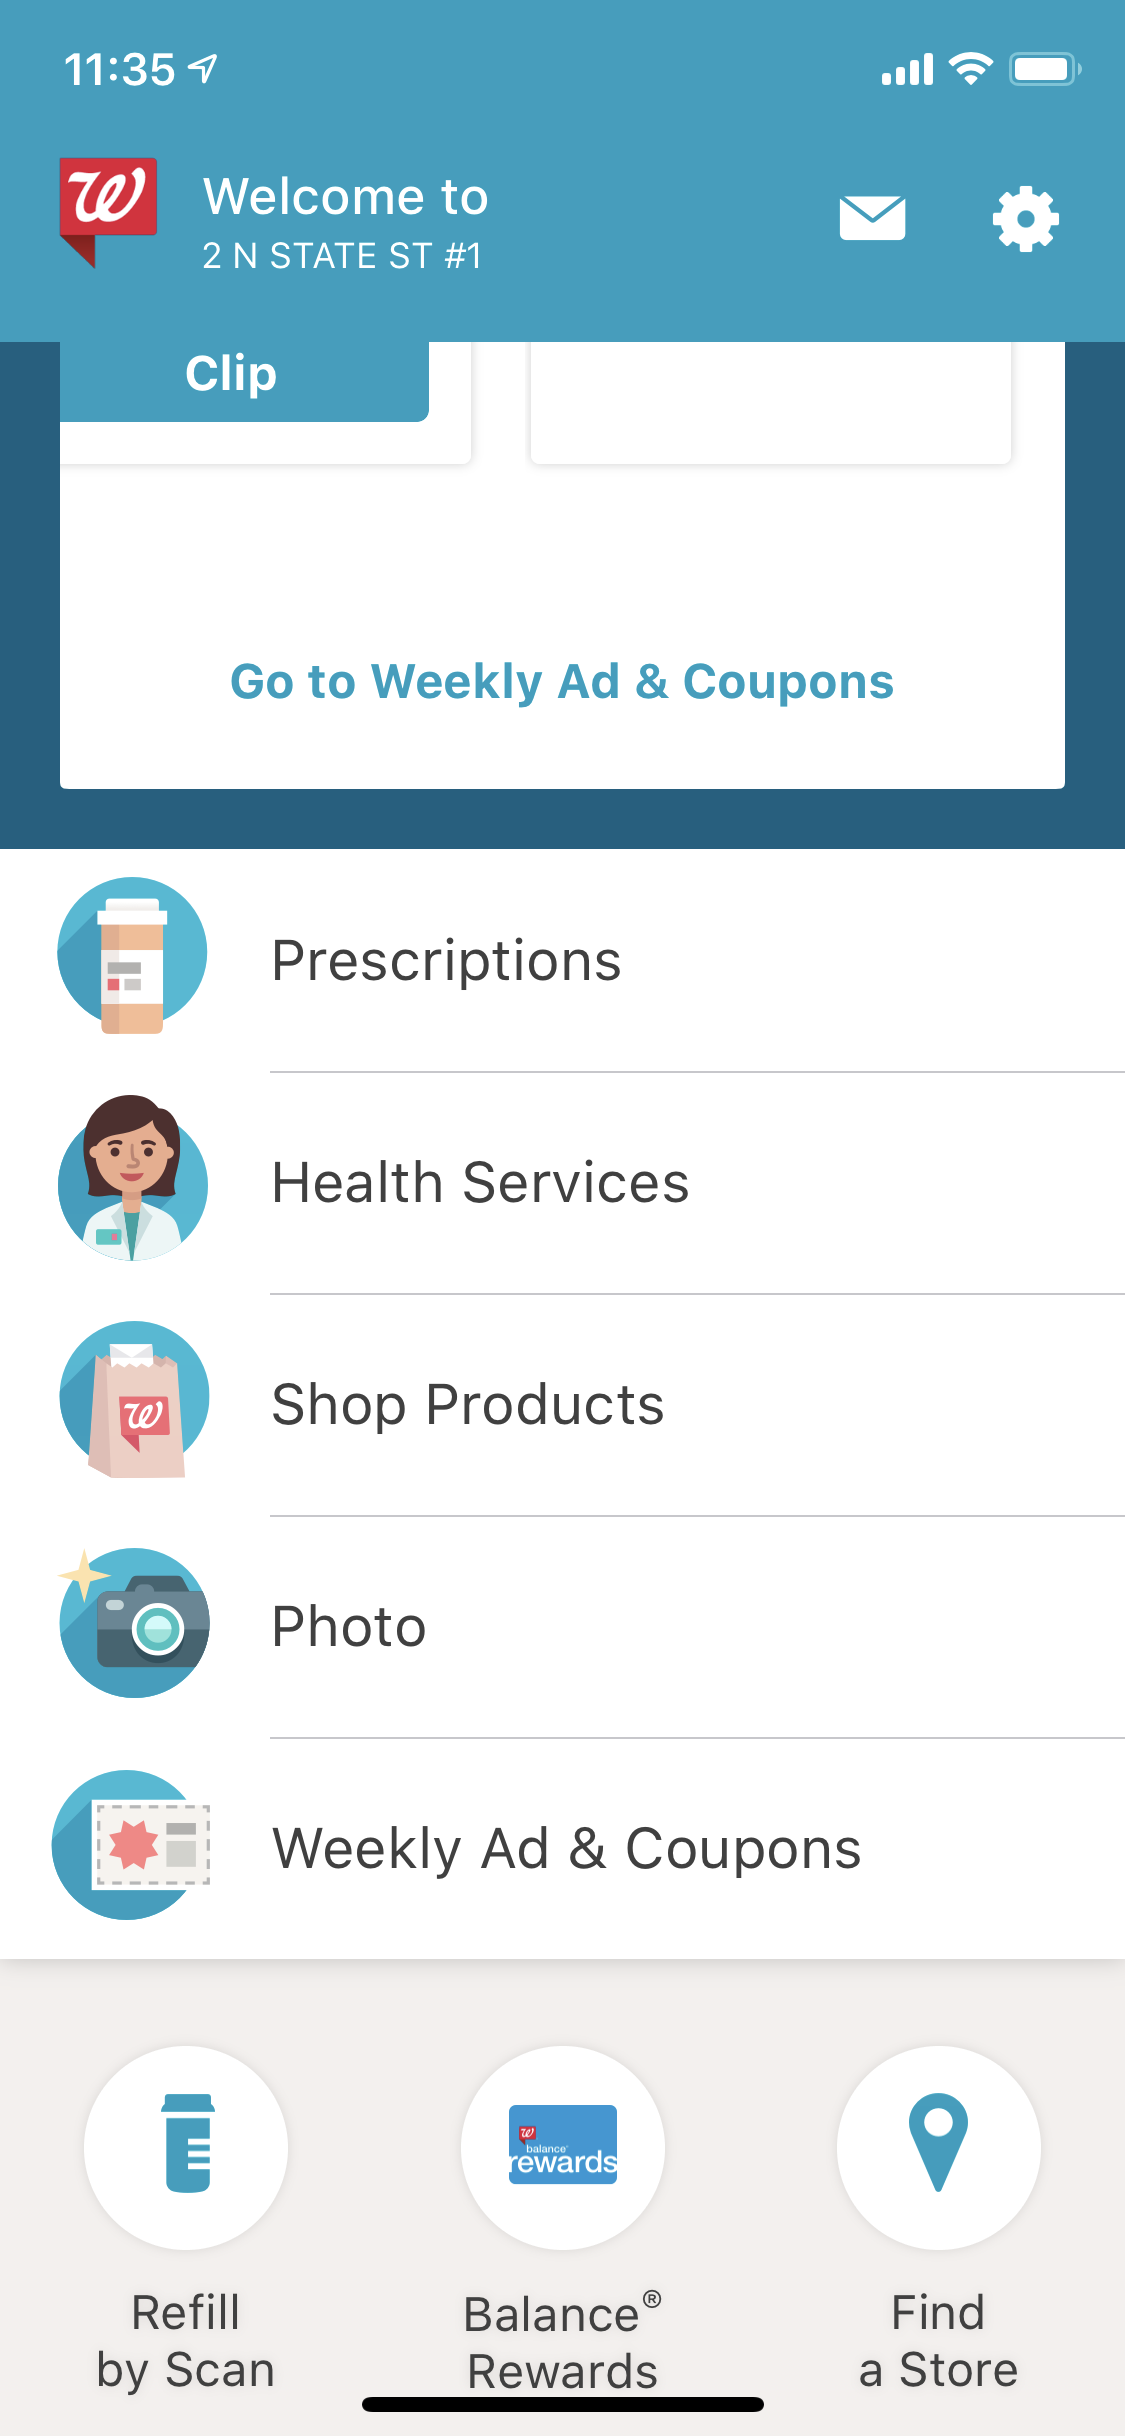 11:35
W
Welcome to
2 N STATE ST #1
Clip
Go to Weekly Ad & Coupons
Prescriptions
Health Services
W
Shop Products
Photo
Weekly Ad & Coupons
W
balance®
rewards
Refill
by Scan
Balance®
Rewards
Find
a Store